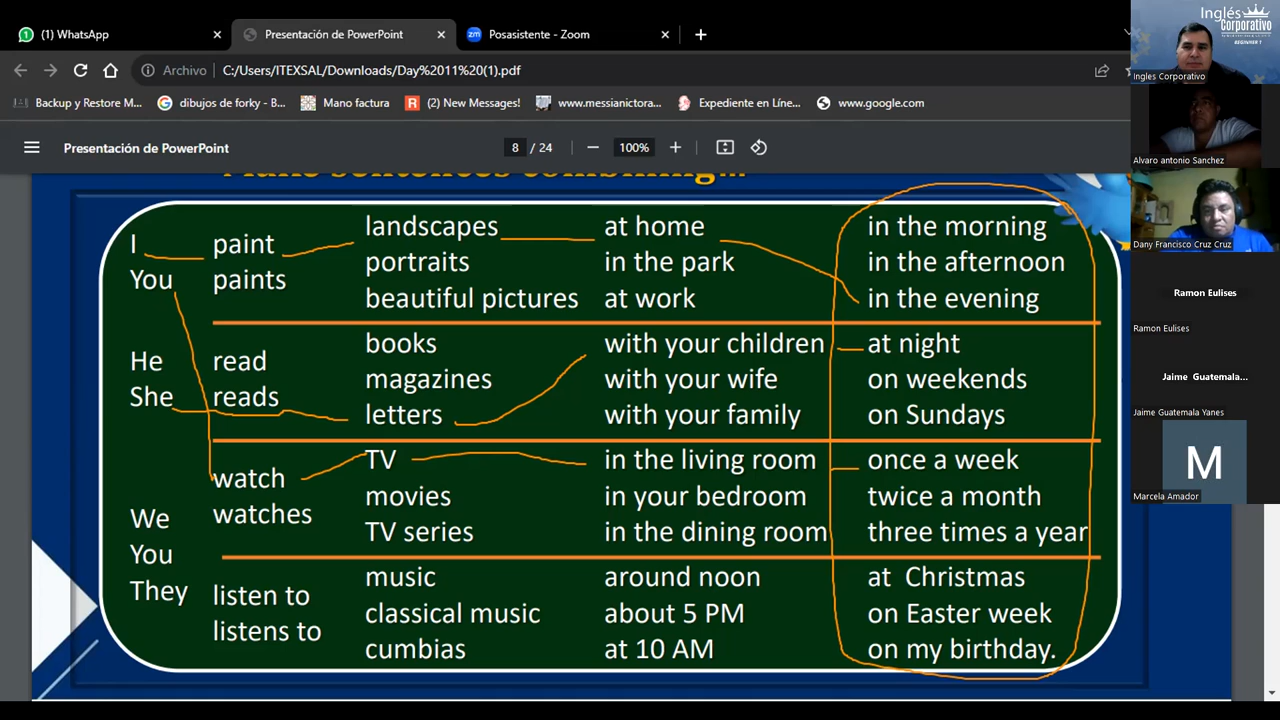 (1) WhatsApp
Presentación de PowerPoint
Posasistente - Zoom
Archivo
C:/Users/ITEXSAL/Downloads/Day%2011%20(1).pdf
Backup y Restore M...
dibujos de forky - B...
Mano factura
(2) New Messages!
www.messianictora...
Expediente en Líne...
www.google.com
Presentación de PowerPoint
8 / 24
100%
Make sentences combining...
I
You
He
She
We
You
They
paint
paints
read
reads
watch
watches
listen to
listens to
landscapes
portraits
beautiful pictures
books
magazines
letters
TV
movies
TV series
music
classical music
cumbias
at home
in the park
at work
with your children
with your wife
with your family
in the living room
in your bedroom
in the dining room
around noon
about 5 PM
at 10 AM
in the morning
in the afternoon
in the evening
at night
on weekends
on Sundays
once a week
twice a month
three times a year
at Christmas
on Easter week
on my birthday.
Inglés
Corporativo
BEGINNER 1
Ingles Corporativo
Alvaro antonio Sanchez
Dany Francisco Cruz Cruz
Ramon Eulises
Ramon Eulises
Jaime Guatemala...
Jaime Guatemala Yanes
M
Marcela Amador